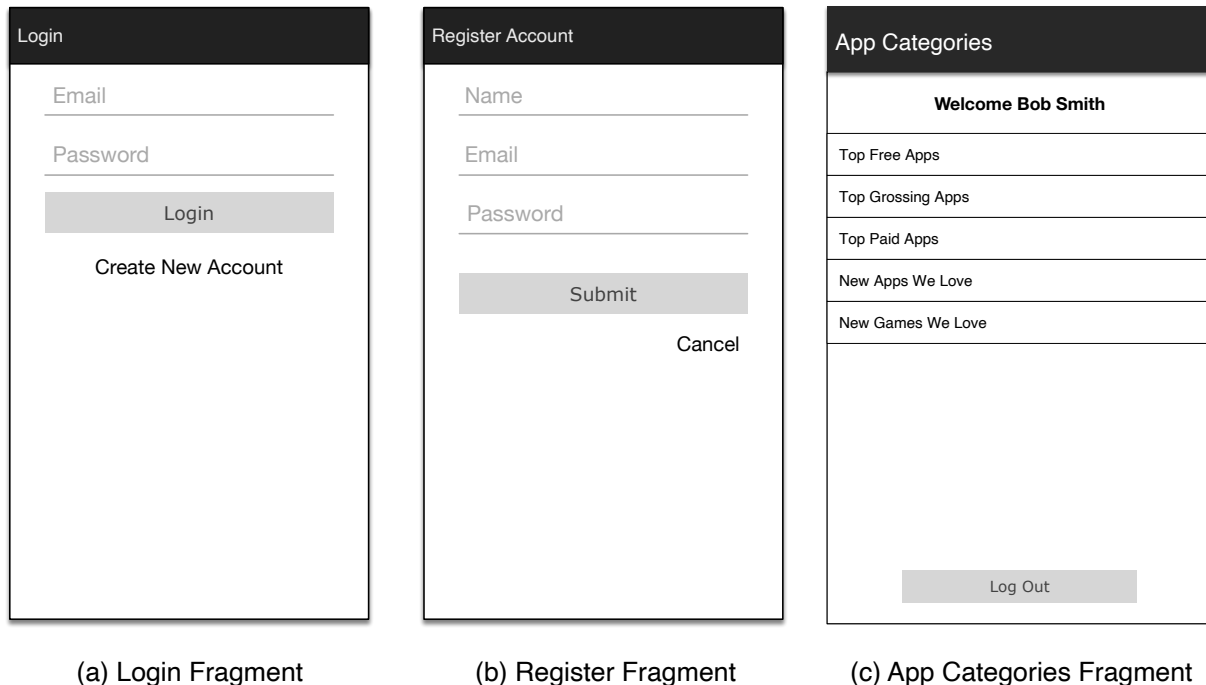 Login
Email
Password
Login
Create New Account
(a) Login Fragment
Register Account
Name
Email
Password
Submit
Cancel
(b) Register Fragment
App Categories
Welcome Bob Smith
Top Free Apps
Top Grossing Apps
Top Paid Apps
New Apps We Love
New Games We Love
Log Out
(c) App Categories Fragment